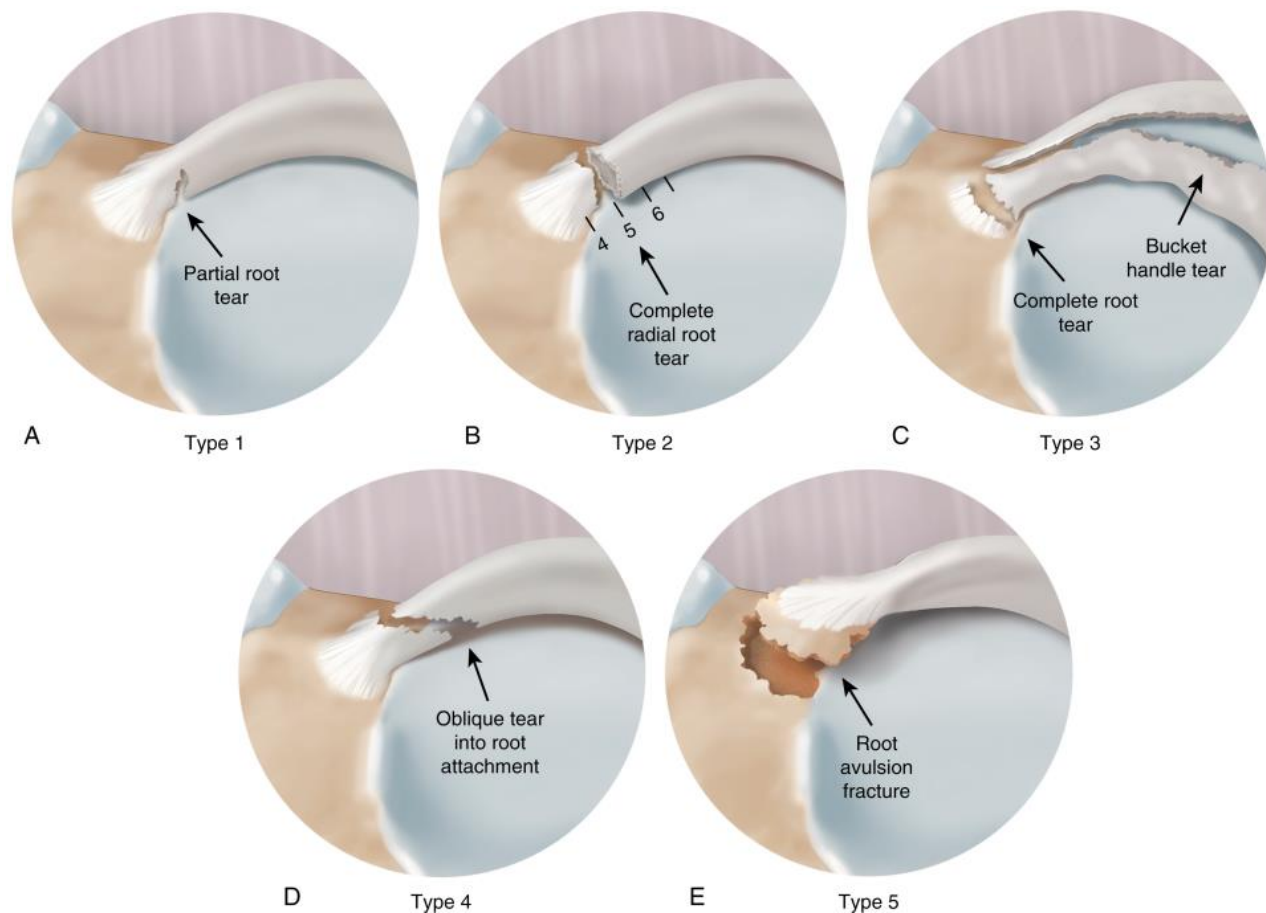 Partial root
tear
A
Type 1
4
5
6
Complete
radial root
tear
B
Type 2
Bucket
handle tear
Complete root
tear
C
Type 3
Oblique tear
into root
attachment
D
Type 4
Root
avulsion
fracture
E
Type 5